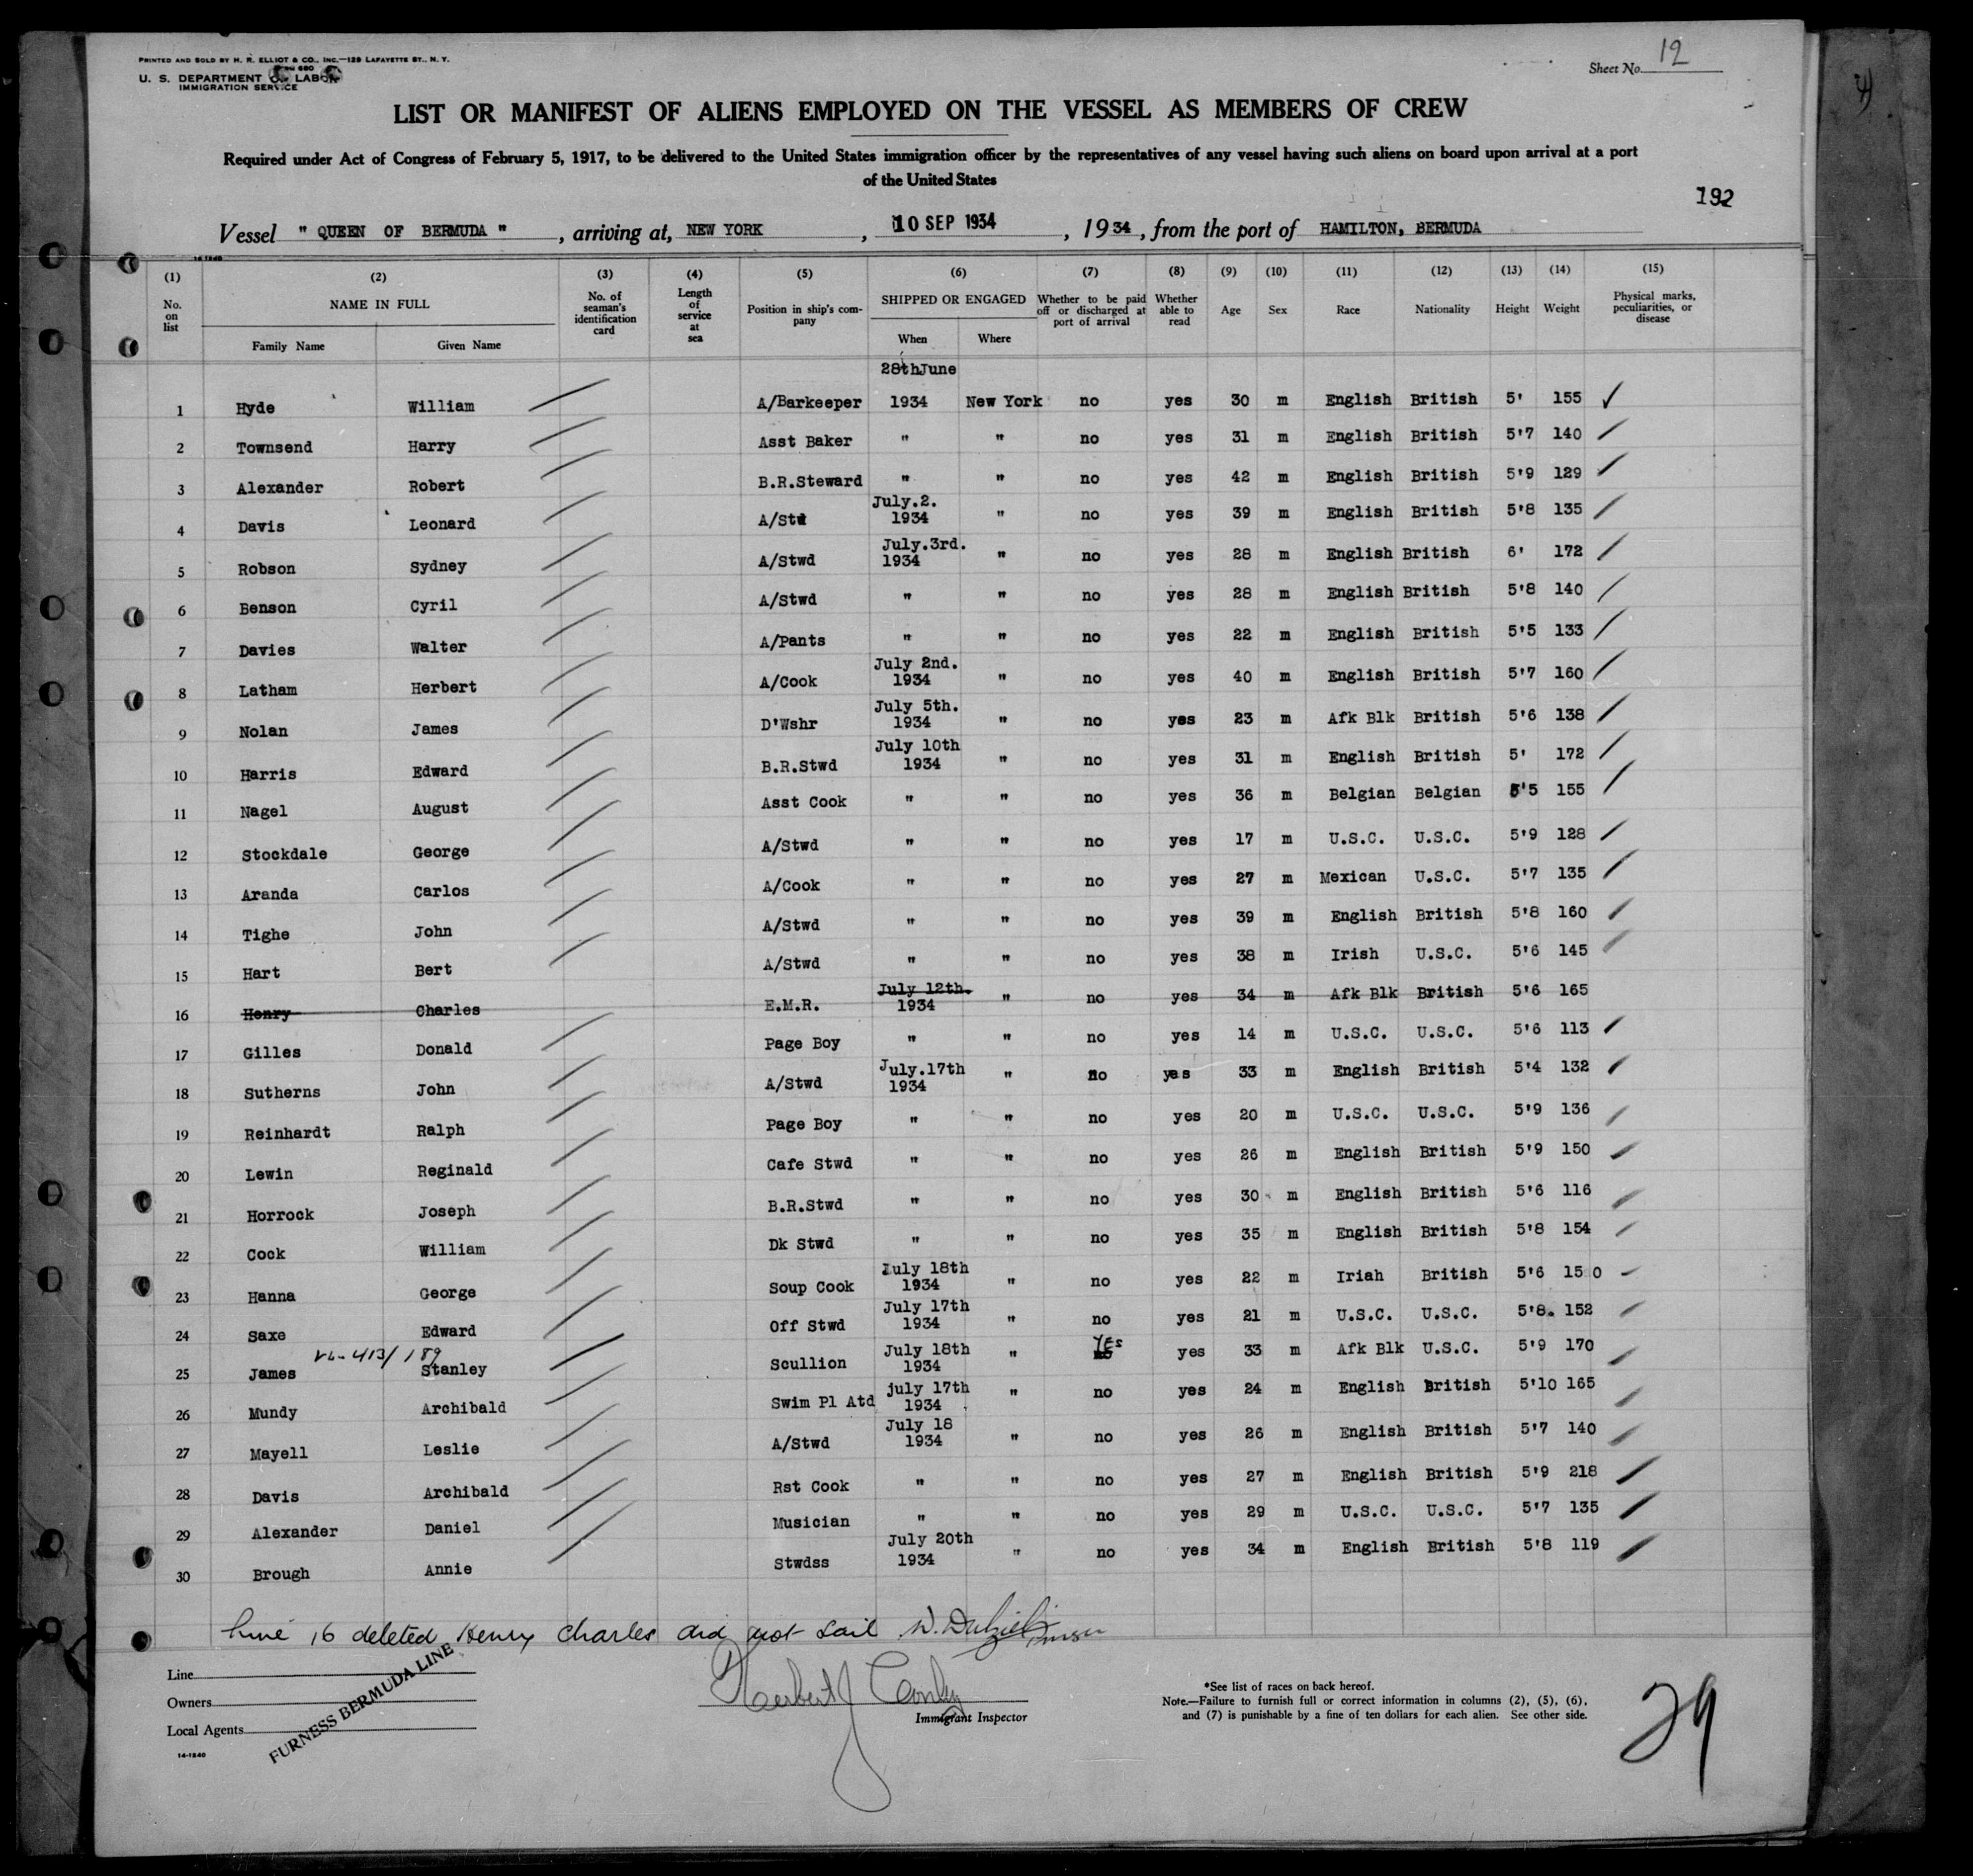 PRINTED AND SOLD BY H. R. ELLIOT & CO., INC.—129 LAFAYETTE ST., N. Y.
U. S. DEPARTMENT OF LABOR
IMMIGRATION SERVICE
Sheet No. 12
LIST OR MANIFEST OF ALIENS EMPLOYED ON THE VESSEL AS MEMBERS OF CREW
Required under Act of Congress of February 5, 1917, to be delivered to the United States immigration officer by the representatives of any vessel having such aliens on board upon arrival at a port
of the United States
192
Vessel " QUEEN OF BERMUDA " , arriving at, NEW YORK , 10 SEP 1934 , 1934 , from the port of HAMILTON, BERMUDA
14-1240
(1) (2) (3) (4) (5) (6) (7) (8) (9) (10) (11) (12) (13) (14) (15)
No. on list NAME IN FULL Family Name Given Name No. of seaman's identification card Length of service at sea Position in ship's company SHIPPED OR ENGAGED When Where Whether to be paid off or discharged at port of arrival Whether able to read Age Sex Race Nationality Height Weight Physical marks, peculiarities, or disease
28thJune
1 Hyde William A/Barkeeper 1934 New York no yes 30 m English British 5' 155 ✓
2 Townsend Harry Asst Baker " " no yes 31 m English British 5'7 140
3 Alexander Robert B.R.Steward " " no yes 42 m English British 5'9 129
4 Davis Leonard A/Std July.2. 1934 " no yes 39 m English British 5'8 135
5 Robson Sydney A/Stwd July.3rd. 1934 " no yes 28 m English British 6' 172
6 Benson Cyril A/Stwd " " no yes 28 m English British 5'8 140
7 Davies Walter A/Pants " " no yes 22 m English British 5'5 133
8 Latham Herbert A/Cook July 2nd. 1934 " no yes 40 m English British 5'7 160
9 Nolan James D'Wshr July 5th. 1934 " no yes 23 m Afk Blk British 5'6 138
10 Harris Edward B.R.Stwd July 10th 1934 " no yes 31 m English British 5' 172
11 Nagel August Asst Cook " " no yes 36 m Belgian Belgian 5'5 155
12 Stockdale George A/Stwd " " no yes 17 m U.S.C. U.S.C. 5'9 128
13 Aranda Carlos A/Cook " " no yes 27 m Mexican U.S.C. 5'7 135
14 Tighe John A/Stwd " " no yes 39 m English British 5'8 160
15 Hart Bert A/Stwd " " no yes 38 m Irish U.S.C. 5'6 145
16 Henry Charles E.M.R. July 12th. 1934 " no yes 34 m Afk Blk British 5'6 165
17 Gilles Donald Page Boy " " no yes 14 m U.S.C. U.S.C. 5'6 113
18 Sutherns John A/Stwd July.17th 1934 " no yes 33 m English British 5'4 132
19 Reinhardt Ralph Page Boy " " no yes 20 m U.S.C. U.S.C. 5'9 136
20 Lewin Reginald Cafe Stwd " " no yes 26 m English British 5'9 150
21 Horrock Joseph B.R.Stwd " " no yes 30 m English British 5'6 116
22 Cock William Dk Stwd " " no yes 35 m English British 5'8 154
23 Hanna George Soup Cook July 18th 1934 " no yes 22 m Iriah British 5'6 150
24 Saxe Edward Off Stwd July 17th 1934 " no yes 21 m U.S.C. U.S.C. 5'8. 152
25 James Stanley Scullion July 18th 1934 " YES yes 33 m Afk Blk U.S.C. 5'9 170
26 Mundy Archibald Swim Pl Atd july 17th 1934 " no yes 24 m English British 5'10 165
27 Mayell Leslie A/Stwd July 18 1934 " no yes 26 m English British 5'7 140
28 Davis Archibald Rst Cook " " no yes 27 m English British 5'9 218
29 Alexander Daniel Musician " " no yes 29 m U.S.C. U.S.C. 5'7 135
30 Brough Annie Stwdss July 20th 1934 " no yes 34 m English British 5'8 119
Line 16 deleted Henry Charles did not sail
Line
Owners
Local Agents
FURNESS BERMUDA LINE
14-1240
Herbert J
Immigrant Inspector
*See list of races on back hereof.
Note.—Failure to furnish full or correct information in columns (2), (5), (6),
and (7) is punishable by a fine of ten dollars for each alien. See other side.
29